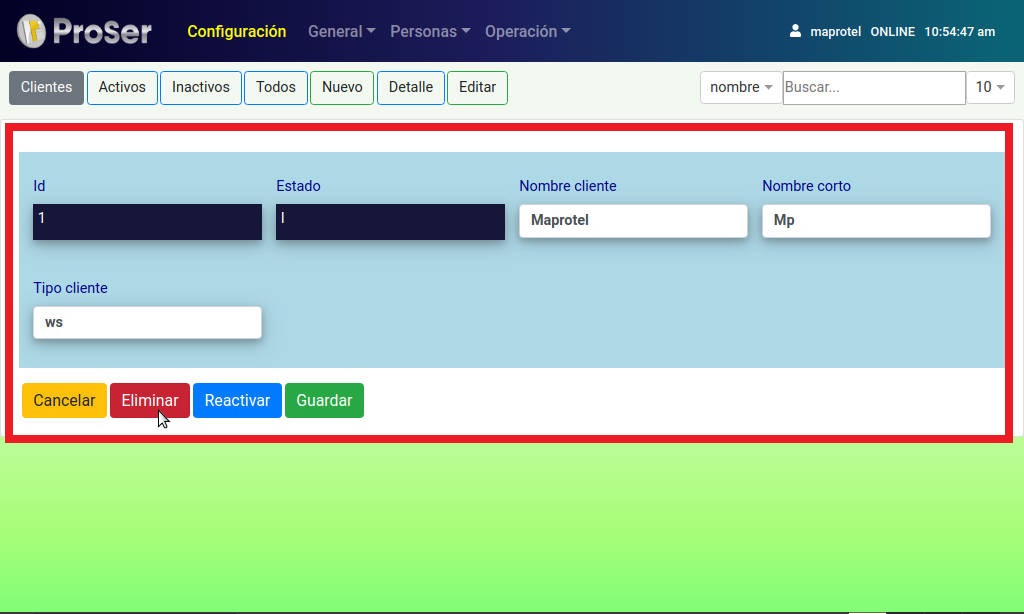 ProSer Configuración General Personas Operación maprotel ONLINE 10:54:47 am
Clientes Activos Inactivos Todos Nuevo Detalle Editar nombre Buscar... 10
Id Estado Nombre cliente Nombre corto
1 I Maprotel Mp
Tipo cliente
ws
Cancelar Eliminar Reactivar Guardar